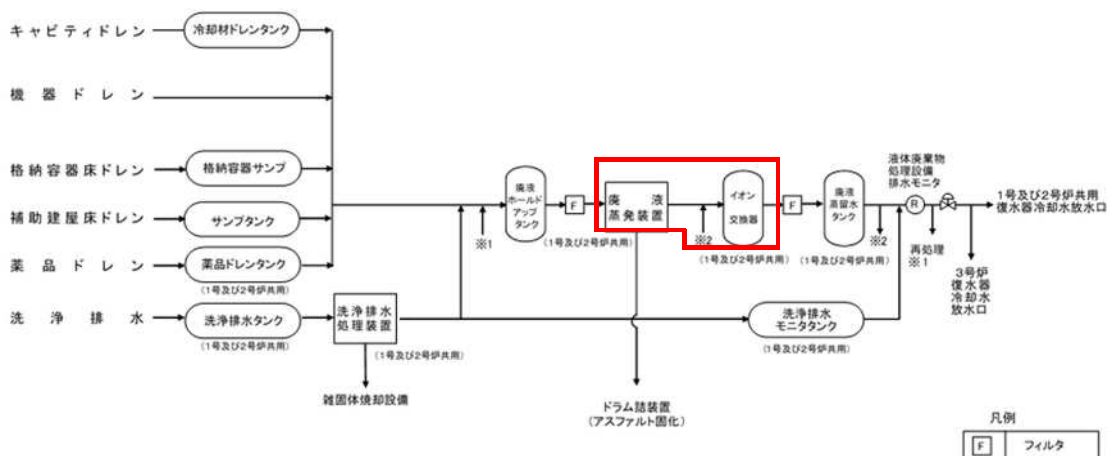 キャビティドレン
冷却材ドレンタンク
機器ドレン
格納容器床ドレン
格納容器サンプ
補助建屋床ドレン
サンプタンク
薬品ドレン
薬品ドレンタンク
(1号及び2号炉共用)
洗浄排水
洗浄排水タンク
(1号及び2号炉共用)
洗浄排水
処理装置
(1号及び2号炉共用)
雑固体焼却設備
※1
廃液
ホールド
アップ
タンク
(1号及び2号炉共用)
F
廃液
蒸発装置
ドラム詰装置
(アスファルト固化)
※2
イオン
交換器
(1号及び2号炉共用)
F
廃液
蒸留水
タンク
(1号及び2号炉共用)
※2
洗浄排水
モニタタンク
(1号及び2号炉共用)
液体廃棄物
処理設備
排水モニタ
R
再処理
※1
1号及び2号炉共用
復水器冷却水放水口
3号炉
復水器
冷却水
放水口
凡例
F
フィルタ